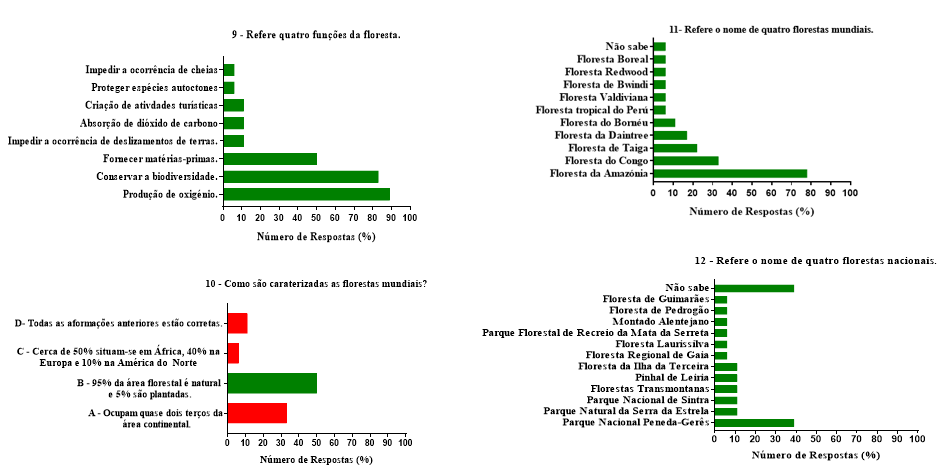 9 - Refere quatro funções da floresta.
Impedir a ocorrência de cheias
Proteger espécies autoctones
Criação de ativdades turísticas
Absorção de dióxido de carbono
Impedir a ocorrência de deslizamentos de terras.
Fornecer matérias-primas.
Conservar a biodiversidade.
Produção de oxigénio.
0 10 20 30 40 50 60 70 80 90 100
Número de Respostas (%)
11- Refere o nome de quatro florestas mundiais.
Não sabe
Floresta Boreal
Floresta Redwood
Floresta de Bwindi
Floresta Valdiviana
Floresta tropical do Perú
Floresta do Bornéu
Floresta da Daintree
Floresta de Taiga
Floresta do Congo
Floresta da Amazónia
0 10 20 30 40 50 60 70 80 90 100
Número de Respostas (%)
10 - Como são caraterizadas as florestas mundiais?
D- Todas as aformações anteriores estão corretas.
C - Cerca de 50% situam-se em África, 40% na
Europa e 10% na América do Norte
B - 95% da área florestal é natural
e 5% são plantadas.
A - Ocupam quase dois terços da
área continental.
0 10 20 30 40 50 60 70 80 90 100
Número de Respostas (%)
12 - Refere o nome de quatro florestas nacionais.
Não sabe
Floresta de Guimarães
Floresta de Pedrogão
Montado Alentejano
Parque Florestal de Recreio da Mata da Serreta
Floresta Laurissilva
Floresta Regional de Gaia
Floresta da Ilha da Terceira
Pinhal de Leiria
Florestas Transmontanas
Parque Nacional de Sintra
Parque Natural da Serra da Estrela
Parque Nacional Peneda-Gerês
0 10 20 30 40 50 60 70 80 90 100
Número de Respostas (%)